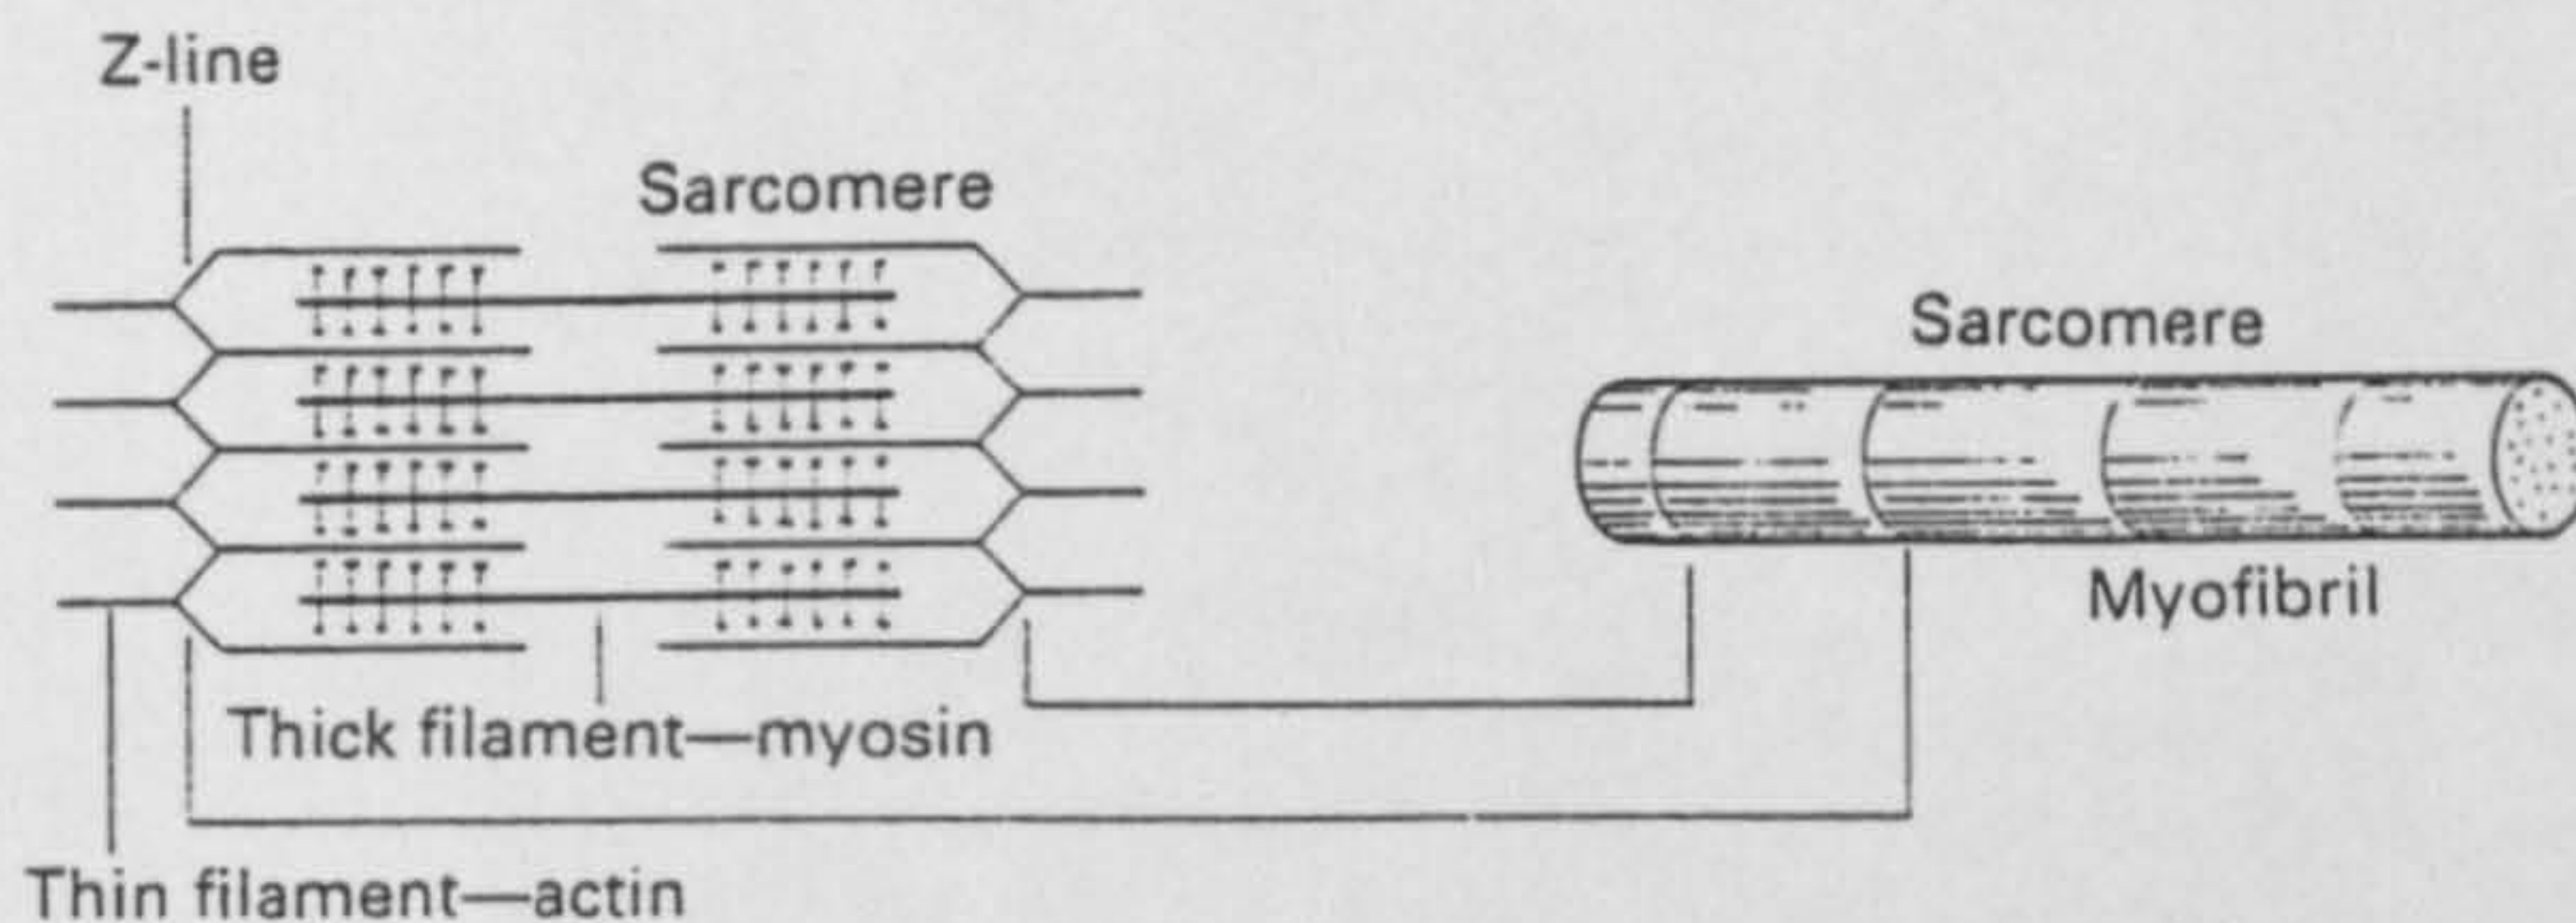 Z-line
Sarcomere
Sarcomere
Myofibril
Thick filament—myosin
Thin filament—actin